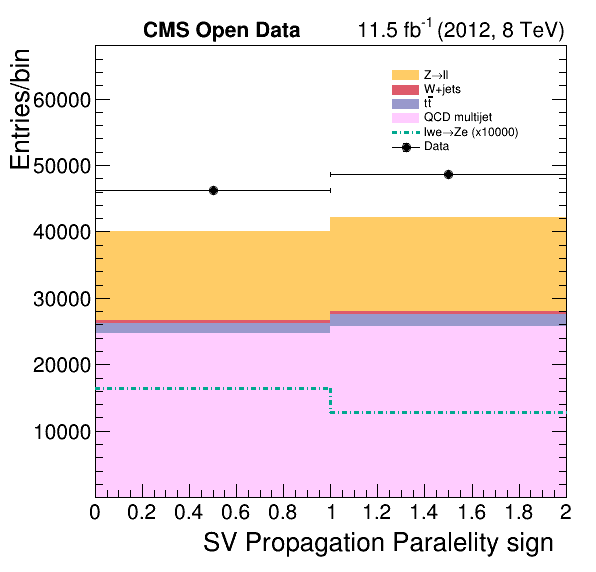 CMS Open Data
11.5 fb-1 (2012, 8 TeV)
Entries/bin
60000
50000
40000
30000
20000
10000
Z→ll
W+jets
tt̄
QCD multijet
lwe→Ze (x10000)
Data
0 0.2 0.4 0.6 0.8 1 1.2 1.4 1.6 1.8 2
SV Propagation Paralelity sign